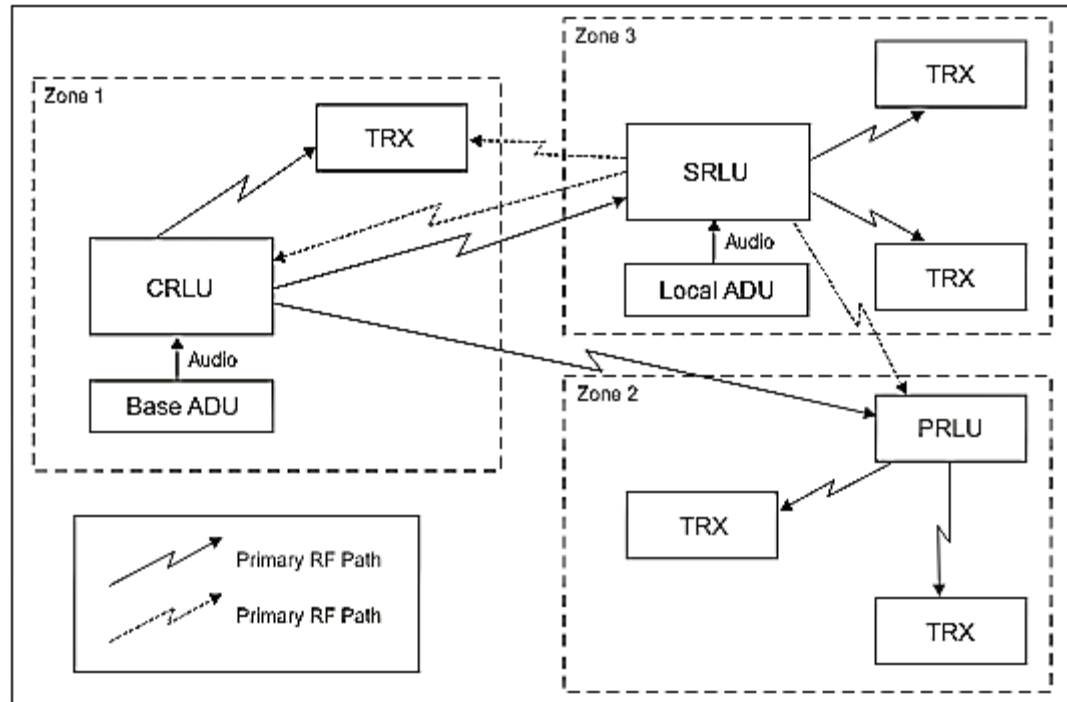 Zone 1
TRX
CRLU
Audio
Base ADU
Zone 3
TRX
SRLU
Audio
Local ADU
TRX
Zone 2
PRLU
TRX
TRX
Primary RF Path
Primary RF Path